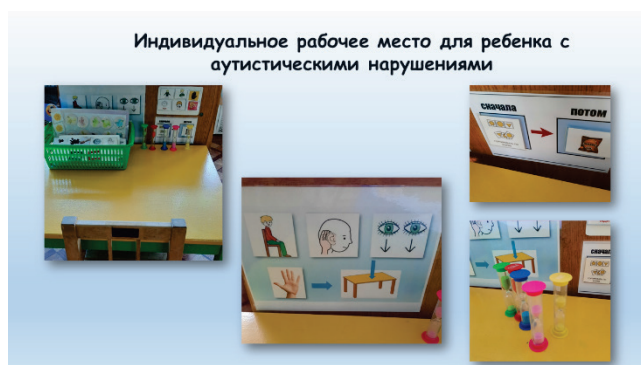 Индивидуальное рабочее место для ребенка с
аутистическими нарушениями
СНАЧАЛА
ПОТОМ